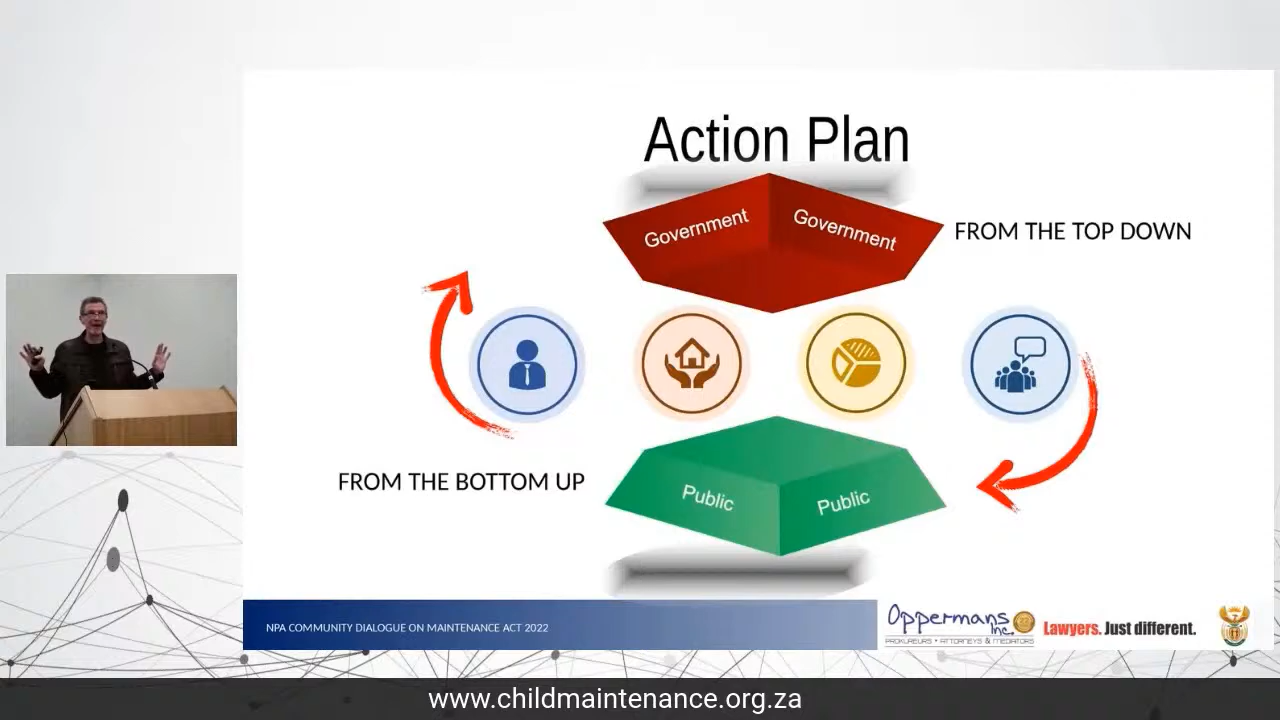 Action Plan
Government Government
FROM THE TOP DOWN
FROM THE BOTTOM UP
Public Public
NPA COMMUNITY DIALOGUE ON MAINTENANCE ACT 2022
Oppermans
Inc.
PROKUREURS • ATTORNEYS & MEDIATORS
Lawyers. Just different.
www.childmaintenance.org.za